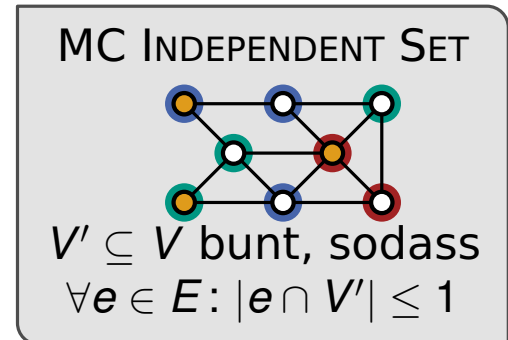 MC INDEPENDENT SET
V′ ⊆ V bunt, sodass
∀e ∈ E: |e ∩ V′| ≤ 1